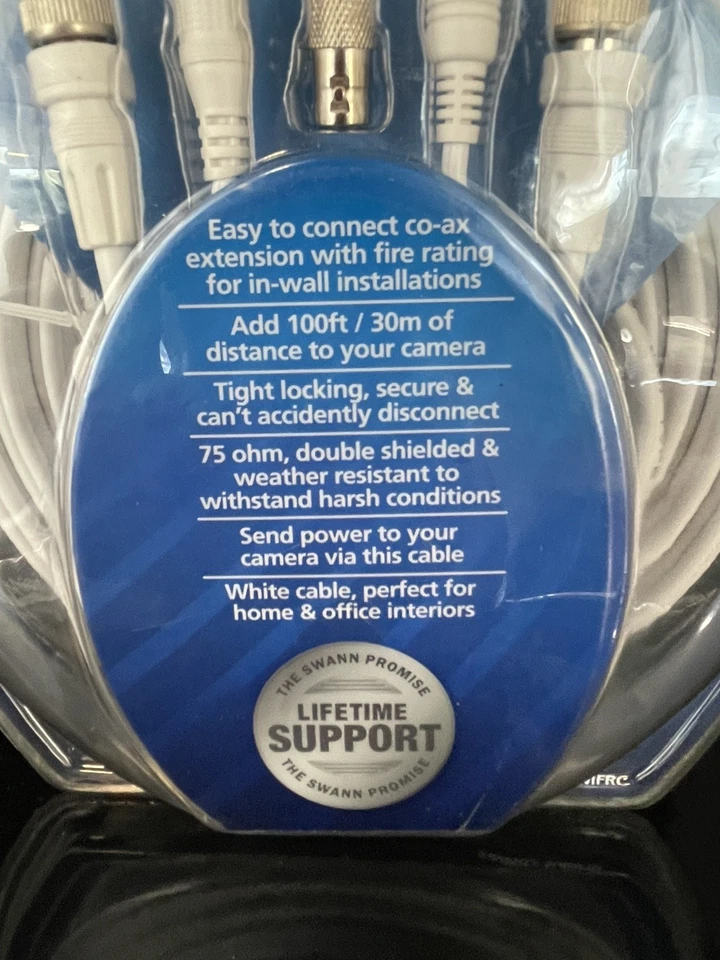 Easy to connect co-ax
extension with fire rating
for in-wall installations
Add 100ft / 30m of
distance to your camera
Tight locking, secure &
can't accidently disconnect
75 ohm, double shielded &
weather resistant to
withstand harsh conditions
Send power to your
camera via this cable
White cable, perfect for
home & office interiors
THE SWANN PROMISE
LIFETIME
SUPPORT
THE SWANN PROMISE